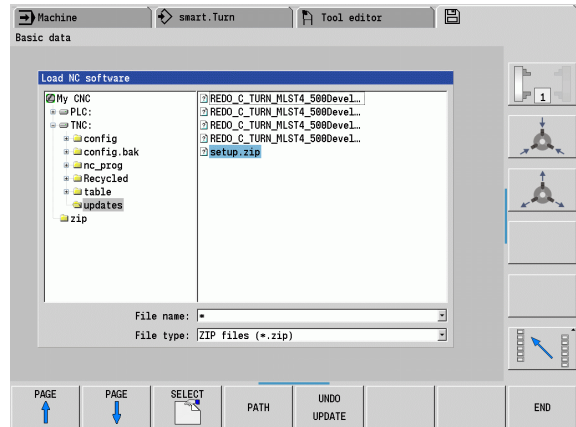 Machine
smart.Turn
Tool editor
Basic data
Load NC software
My CNC
PLC:
TNC:
config
config.bak
nc_prog
Recycled
table
updates
zip
REDO_C_TURN_MLST4_500Devel…
REDO_C_TURN_MLST4_500Devel…
REDO_C_TURN_MLST4_500Devel…
REDO_C_TURN_MLST4_500Devel…
setup.zip
File name: *
File type: ZIP files (*.zip)
1
PAGE
PAGE
SELECT
PATH
UNDO
UPDATE
END